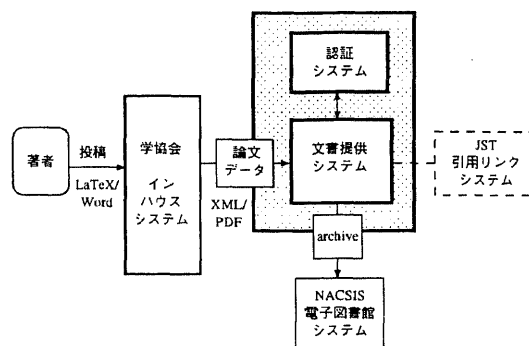 著者
投稿
LaTeX/
Word
学協会
イン
ハウス
システム
論文
データ
XML/
PDF
認証
システム
文書提供
システム
archive
NACSIS
電子図書館
システム
JST
引用リンク
システム